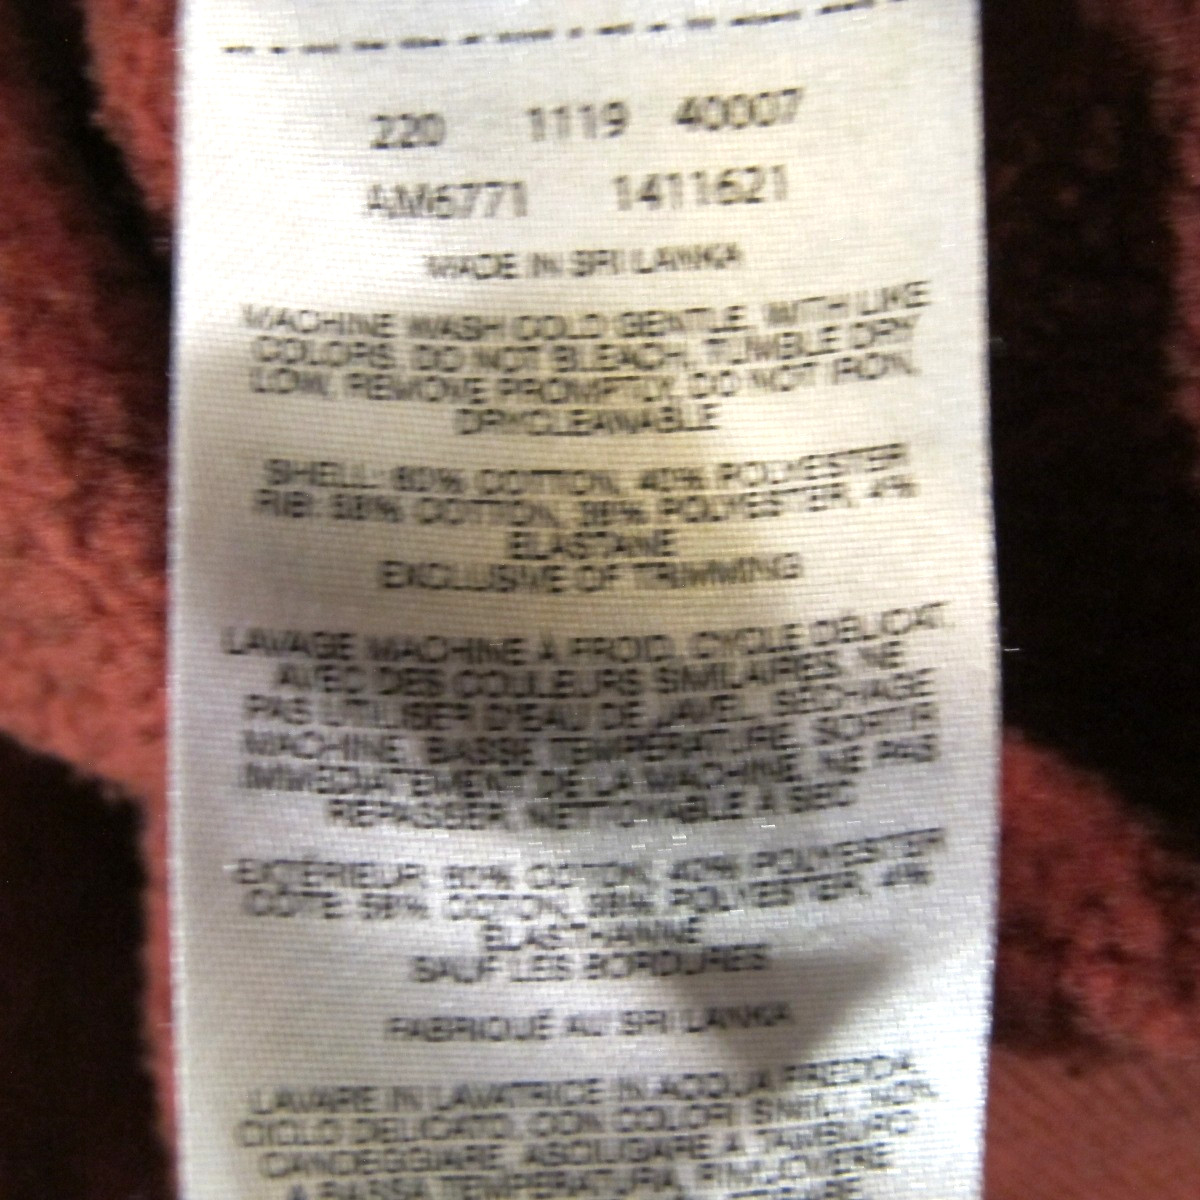 220 1119 40007
AM6771 1411621
MADE IN SRI LANKA
MACHINE WASH COLD GENTLE, WITH LIKE
COLORS, DO NOT BLEACH, TUMBLE DRY
LOW, REMOVE PROMPTLY, DO NOT IRON,
DRYCLEANABLE
SHELL: 60% COTTON, 40% POLYESTER
RIB: 58% COTTON, 38% POLYESTER, 4%
ELASTANE
EXCLUSIVE OF TRIMMING
LAVAGE MACHINE À FROID, CYCLE DÉLICAT,
AVEC DES COULEURS SIMILAIRES, NE
PAS UTILISER D'EAU DE JAVEL, SÉCHAGE
MACHINE, BASSE TEMPÉRATURE, SORTIR
IMMÉDIATEMENT DE LA MACHINE, NE PAS
REPASSER, NETTOYABLE À SEC
EXTÉRIEUR: 60% COTON, 40% POLYESTER
CÔTE: 58% COTON, 38% POLYESTER, 4%
ÉLASTHANNE
SAUF LES BORDURES
FABRIQUÉ AU SRI LANKA
LAVARE IN LAVATRICE IN ACQUA FREDDA,
CICLO DELICATO, CON COLORI SIMILI, NON
CANDEGGIARE, ASCIUGARE A TAMBURO
A BASSA TEMPERATURA, RIMUOVERE